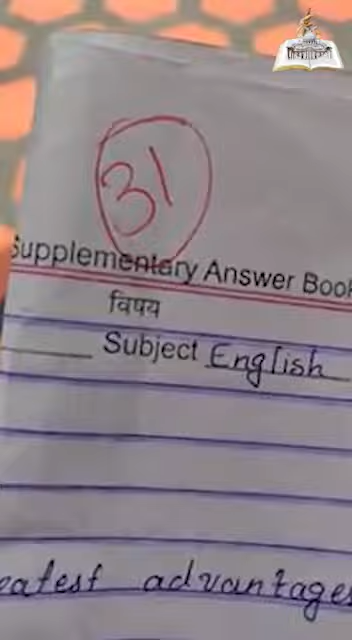 31
Supplementary Answer Book
विषय
Subject English
eatest advantages